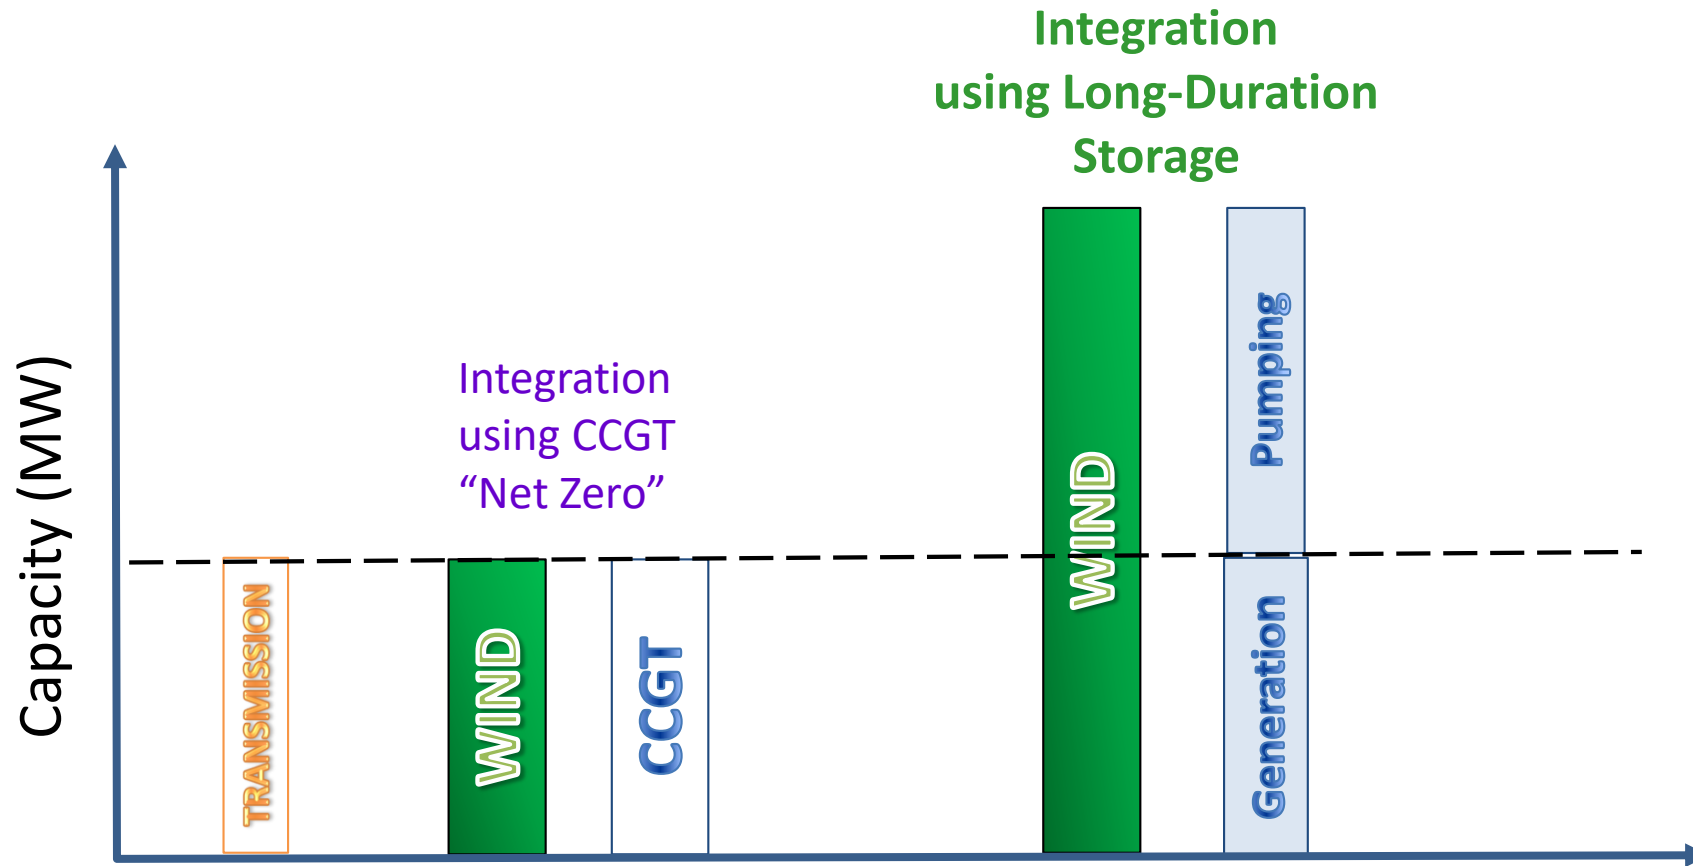 Integration
using Long-Duration
Storage
Capacity (MW)
Integration
using CCGT
“Net Zero”
TRANSMISSION
WIND
CCGT
WIND
Pumping
Generation